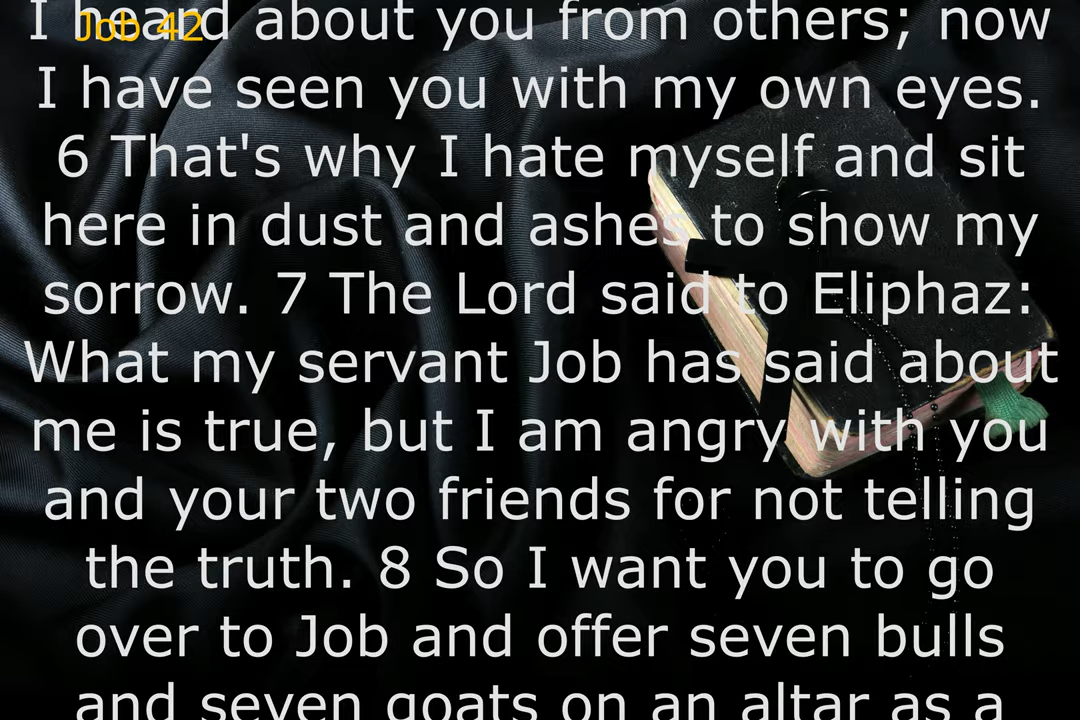 Job 42
I heard about you from others; now
I have seen you with my own eyes.
6 That's why I hate myself and sit
here in dust and ashes to show my
sorrow. 7 The Lord said to Eliphaz:
What my servant Job has said about
me is true, but I am angry with you
and your two friends for not telling
the truth. 8 So I want you to go
over to Job and offer seven bulls
and seven goats on an altar as a